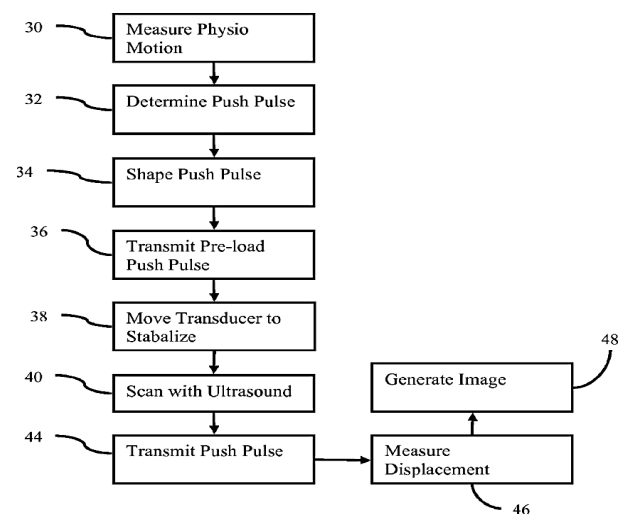 30
Measure Physio
Motion
32
Determine Push Pulse
34
Shape Push Pulse
36
Transmit Pre-load
Push Pulse
38
Move Transducer to
Stabalize
40
Scan with Ultrasound
44
Transmit Push Pulse
48
Generate Image
Measure
Displacement
46